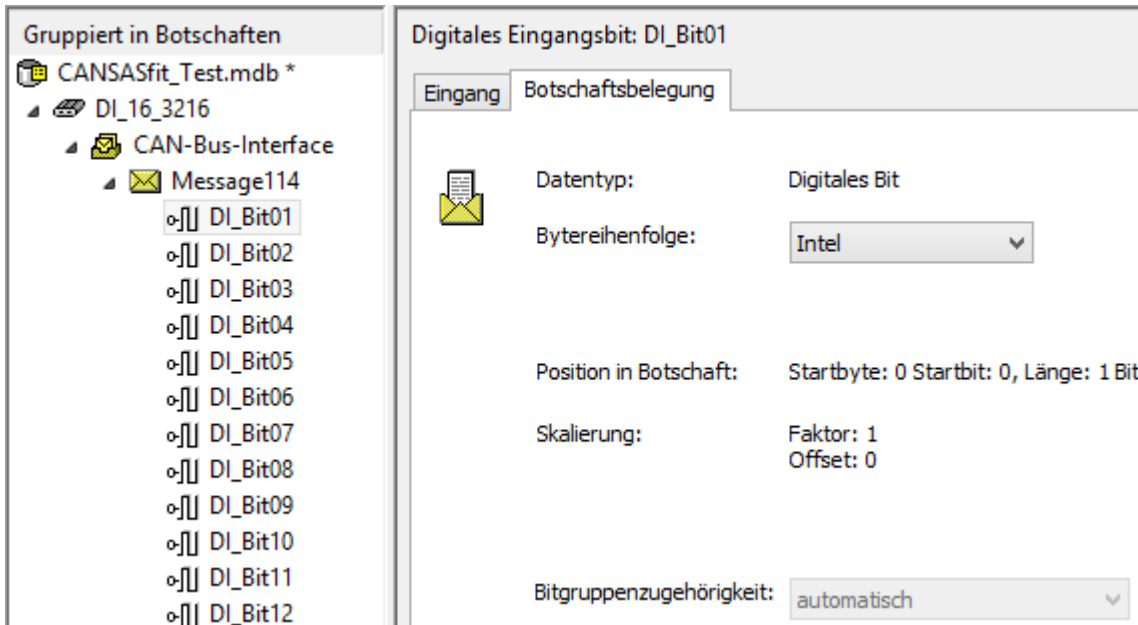 Gruppiert in Botschaften
CANSASfit_Test.mdb *
DI_16_3216
CAN-Bus-Interface
Message114
DI_Bit01
DI_Bit02
DI_Bit03
DI_Bit04
DI_Bit05
DI_Bit06
DI_Bit07
DI_Bit08
DI_Bit09
DI_Bit10
DI_Bit11
DI_Bit12
Digitales Eingangsbit: DI_Bit01
Eingang Botschaftsbelegung
Datentyp: Digitales Bit
Bytereihenfolge: Intel
Position in Botschaft: Startbyte: 0 Startbit: 0, Länge: 1 Bit
Skalierung: Faktor: 1
Offset: 0
Bitgruppenzugehörigkeit: automatisch